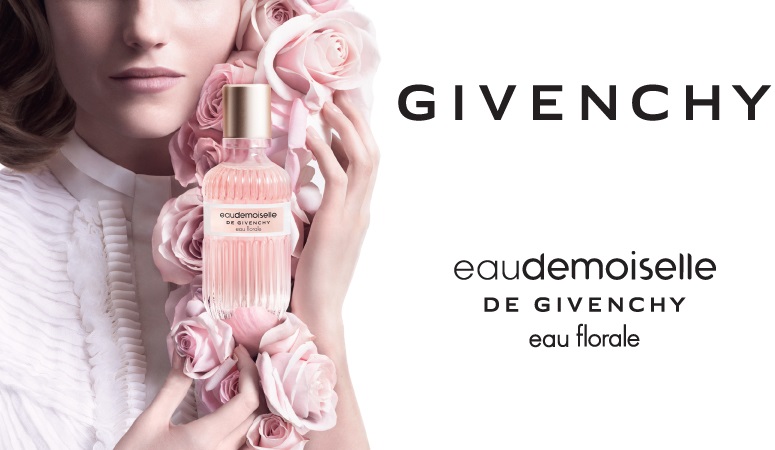 eaudemoiselle
DE GIVENCHY
eau florale
GIVENCHY
eaudemoiselle
DE GIVENCHY
eau florale